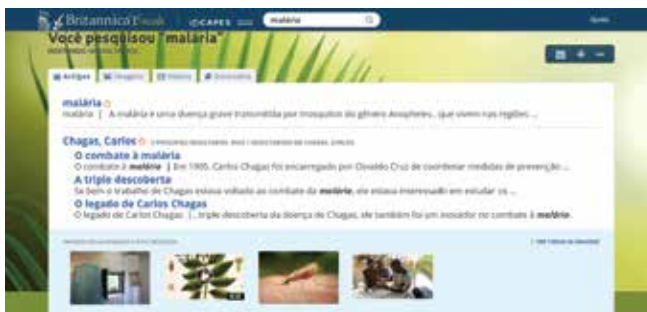 Britannica Escola CAPES malária Ajuda
Você pesquisou "malária"
Artigos Imagens Vídeos
malária
malária | A malária é uma doença grave transmitida por mosquitos do gênero Anopheles, que vivem nas regiões ...
Chagas, Carlos
O combate à malária
O combate à malária | Em 1905, Carlos Chagas foi encarregado por Osvaldo Cruz de coordenar medidas de prevenção ...
A triple descoberta
Se bem o trabalho de Chagas estava voltado ao combate da malária, ele estava interessado em estudar os ...
O legado de Carlos Chagas
O legado de Carlos Chagas | ...triple descoberta da doença de Chagas, ele também foi um inovador no combate à malária.